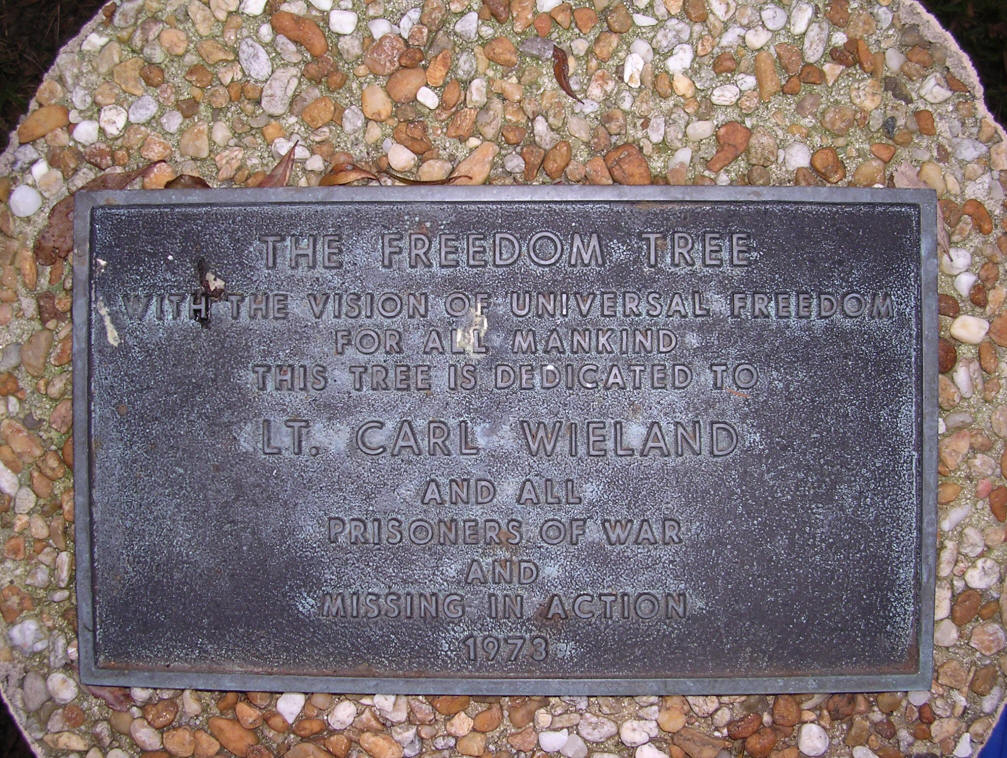 THE FREEDOM TREE
WITH THE VISION OF UNIVERSAL FREEDOM
FOR ALL MANKIND
THIS TREE IS DEDICATED TO
LT. CARL WIELAND
AND ALL
PRISONERS OF WAR
AND
MISSING IN ACTION
1973